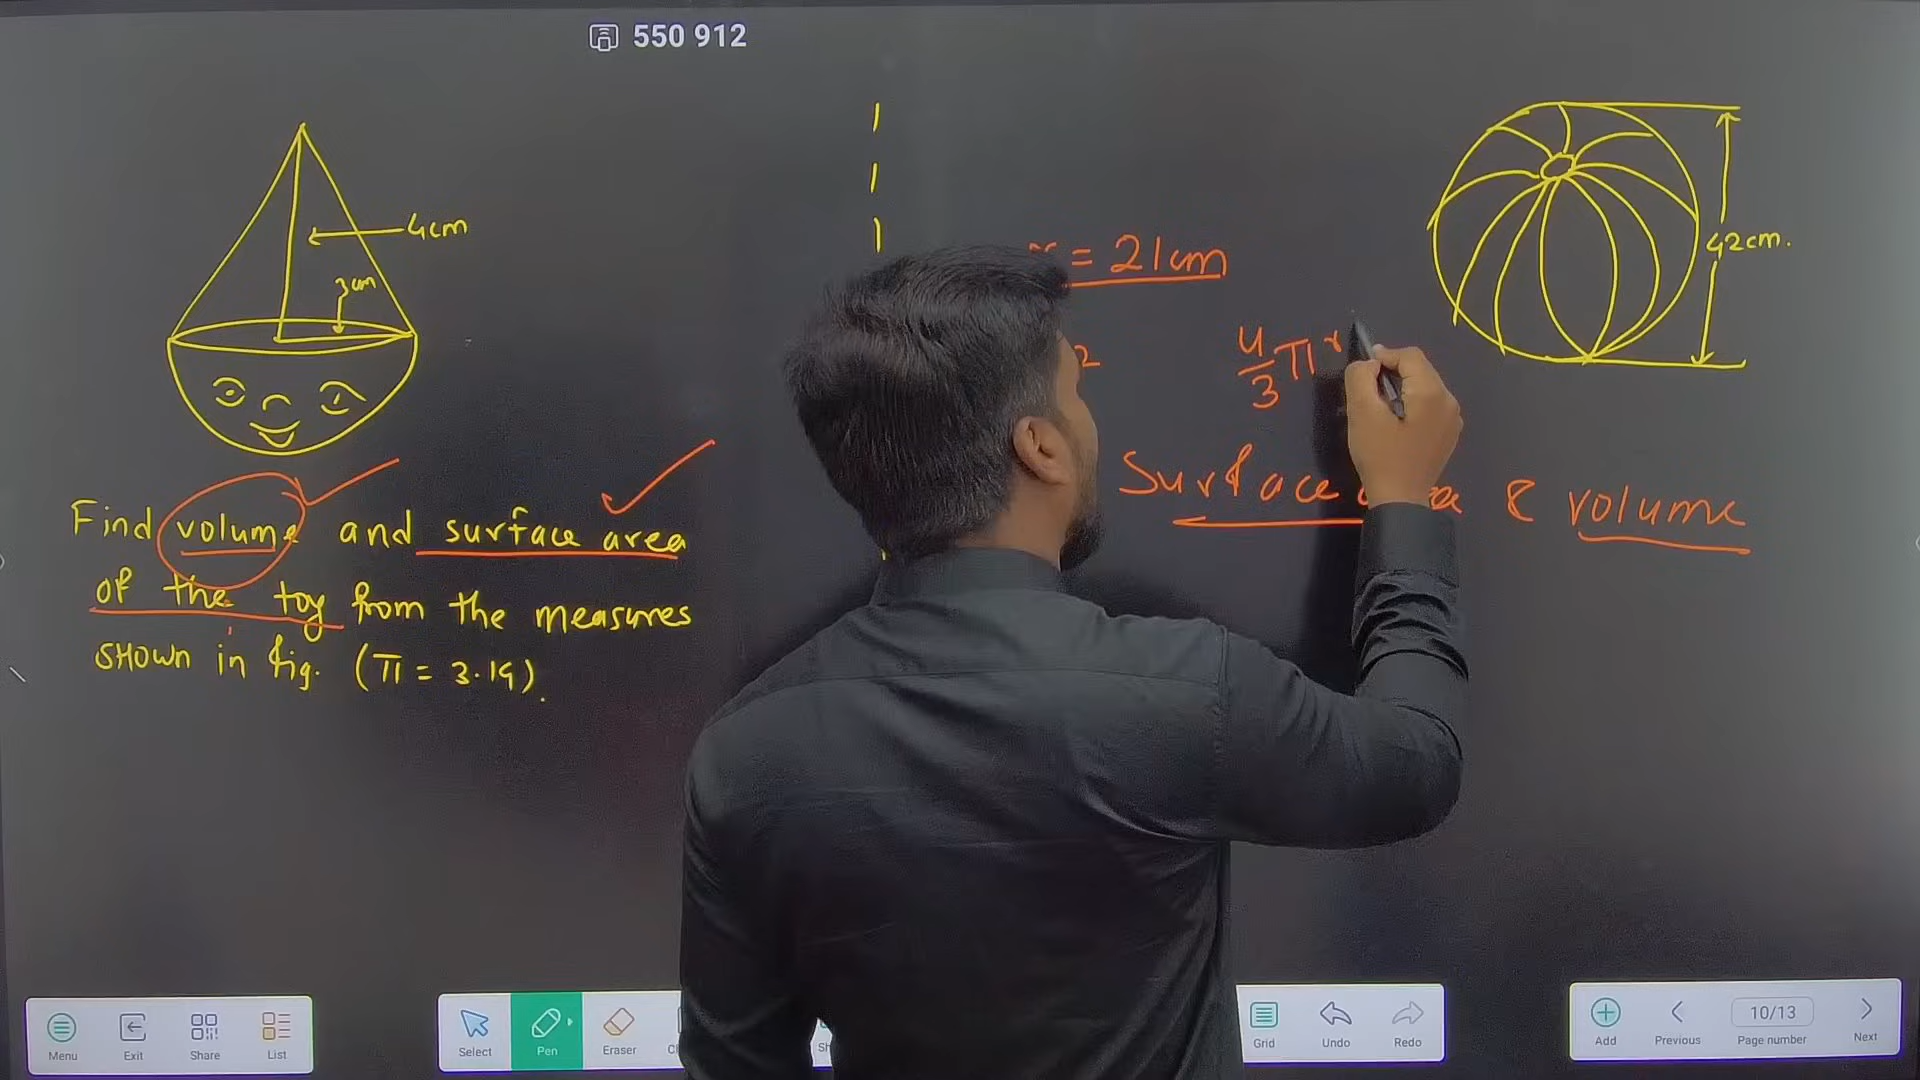 550 912
4cm
3cm
Find volume and surface area
of the toy from the measures
shown in fig. (π = 3.14).
= 21cm
42cm.
2
4/3 π r
Surface & volume
Menu
Exit
Share
List
Select
Pen
Eraser
Grid
Undo
Redo
Add
Previous
10/13
Page number
Next